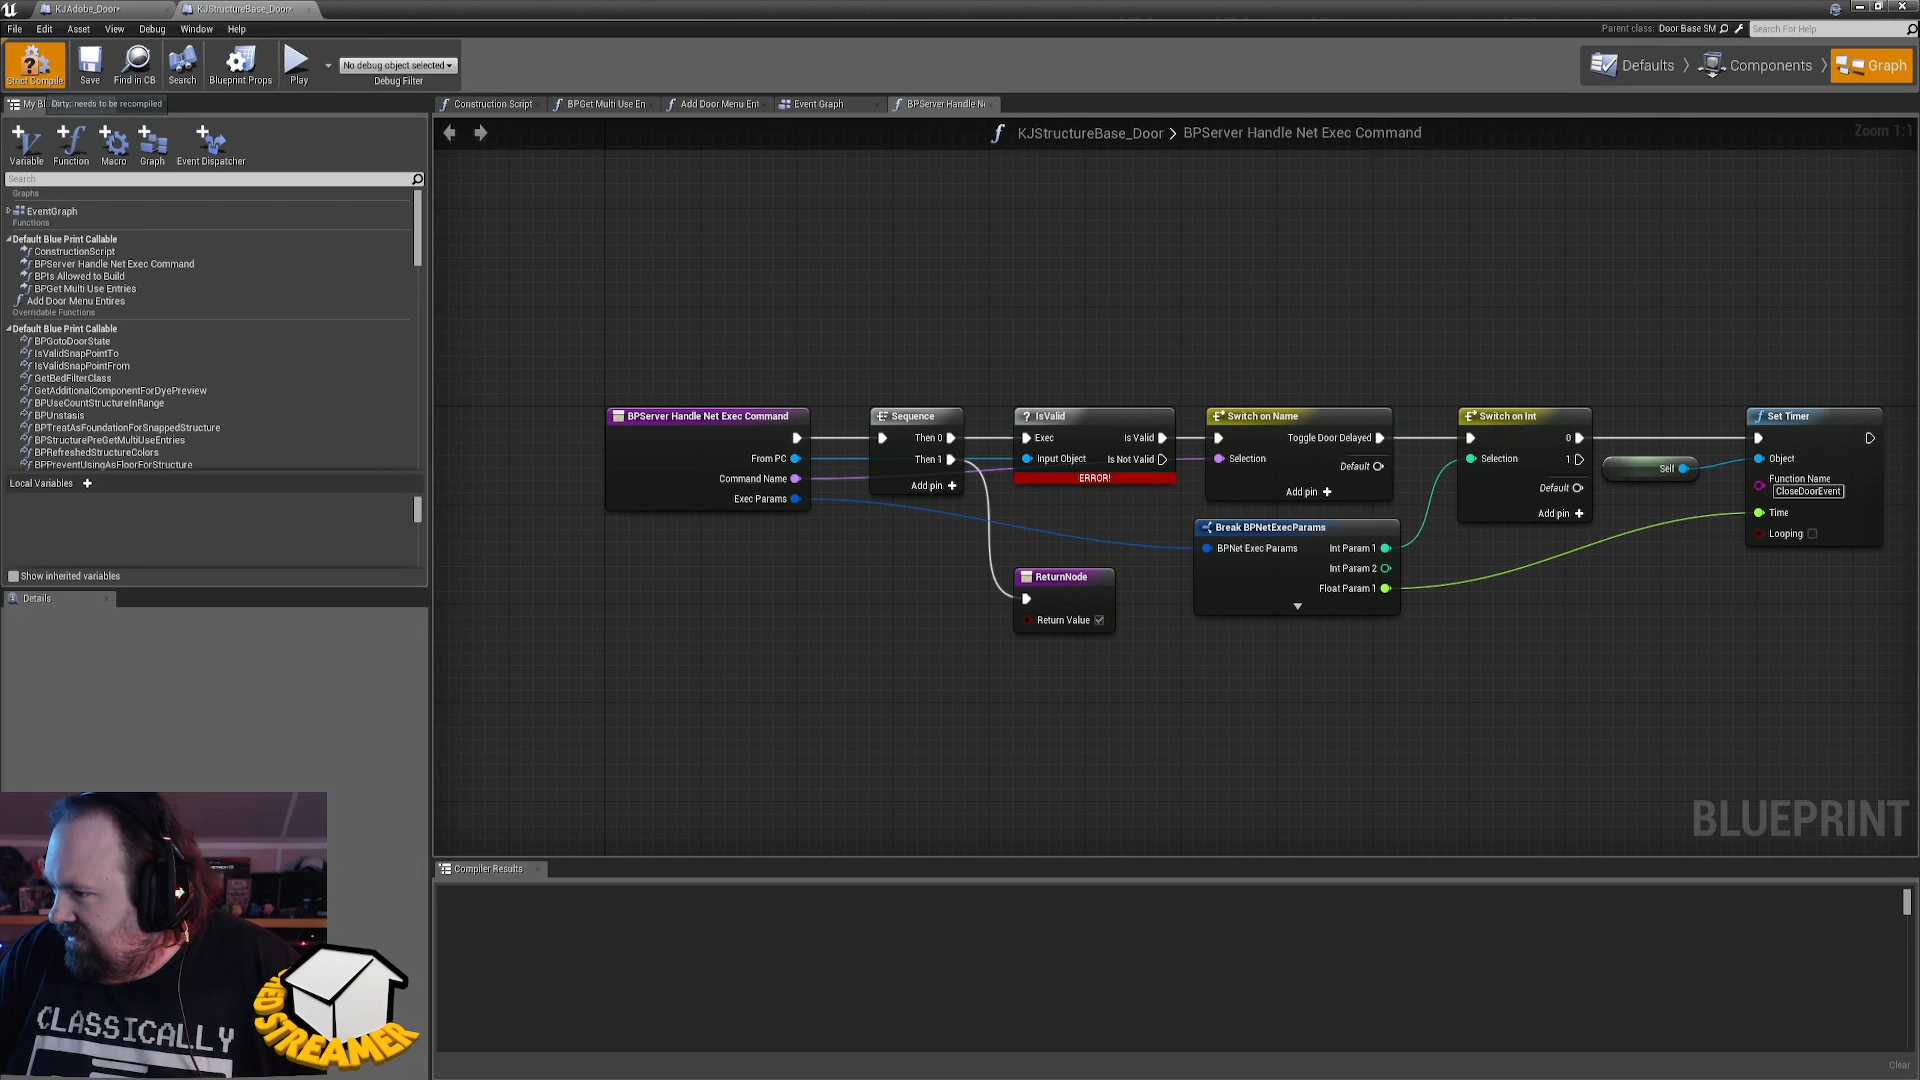 KJAdobe_Door*
KJStructureBase_Door*
File Edit Asset View Debug Window Help
Parent class: Door Base SM
Search For Help
Strict Compile
Save
Find in CB
Search
Blueprint Props
Play
No debug object selected
Debug Filter
Defaults
Components
Graph
My Bl
Dirty; needs to be recompiled
Construction Script
BPGet Multi Use En
Add Door Menu Ent
Event Graph
BPServer Handle Ne
Variable
Function
Macro
Graph
Event Dispatcher
KJStructureBase_Door > BPServer Handle Net Exec Command
Zoom 1:1
Search
Graphs
EventGraph
Functions
Default Blue Print Callable
ConstructionScript
BPServer Handle Net Exec Command
BPIs Allowed to Build
BPGet Multi Use Entries
Add Door Menu Entires
Overridable Functions
Default Blue Print Callable
BPGotoDoorState
IsValidSnapPointTo
IsValidSnapPointFrom
GetBedFilterClass
GetAdditionalComponentForDyePreview
BPUseCountStructureInRange
BPUnstasis
BPTreatAsFoundationForSnappedStructure
BPStructurePreGetMultiUseEntries
BPRefreshedStructureColors
BPPreventUsingAsFloorForStructure
Local Variables
Show inherited variables
Details
BPServer Handle Net Exec Command
From PC
Command Name
Exec Params
Sequence
Then 0
Then 1
Add pin
IsValid
Exec
Is Valid
Input Object
Is Not Valid
ERROR!
ReturnNode
Return Value
Switch on Name
Toggle Door Delayed
Selection
Default
Add pin
Break BPNetExecParams
BPNet Exec Params
Int Param 1
Int Param 2
Float Param 1
Switch on Int
0
Selection
1
Default
Add pin
Self
Set Timer
Object
Function Name
CloseDoorEvent
Time
Looping
BLUEPRINT
Compiler Results
Clear
CLASSICALLY
STREAMER